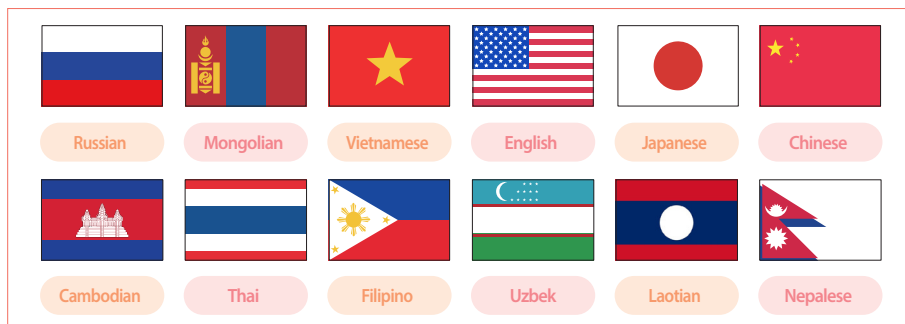 Russian Mongolian Vietnamese English Japanese Chinese
Cambodian Thai Filipino Uzbek Laotian Nepalese